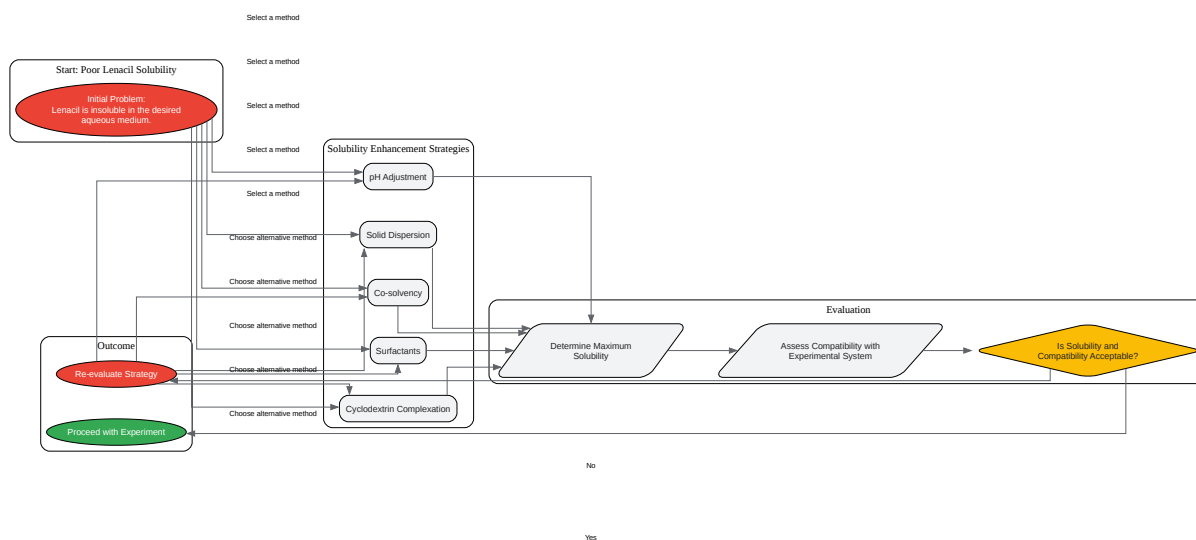 Select a method
Select a method
Start: Poor Lenacil Solubility
Initial Problem:
Lenacil is insoluble in the desired
aqueous medium.
Select a method
Select a method
Solubility Enhancement Strategies
pH Adjustment
Select a method
Solid Dispersion
Choose alternative method
Choose alternative method
Co-solvency
Evaluation
Choose alternative method
Outcome
Surfactants
Determine Maximum
Solubility
Assess Compatibility with
Experimental System
Is Solubility and
Compatibility Acceptable?
Re-evaluate Strategy
Choose alternative method
Cyclodextrin Complexation
Choose alternative method
Proceed with Experiment
No
Yes